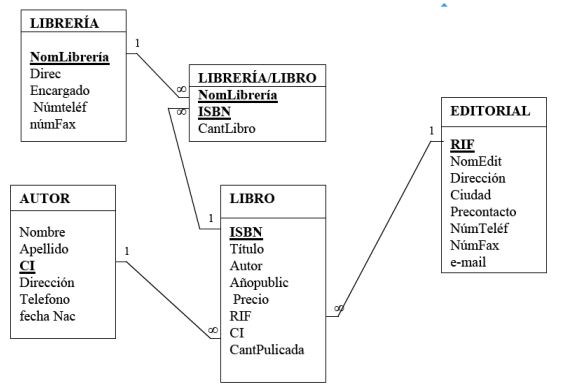 LIBRERÍA
NomLibrería
Direc
Encargado
Númteléf
númFax
1
∞
LIBRERÍA/LIBRO
NomLibrería
ISBN
CantLibro
∞
EDITORIAL
RIF
NomEdit
Dirección
Ciudad
Precontacto
NúmTeléf
NúmFax
e-mail
1
AUTOR
Nombre
Apellido
CI
Dirección
Telefono
fecha Nac
1
∞
LIBRO
ISBN
Título
Autor
Añopublic
Precio
RIF
CI
CantPulicada
1
∞